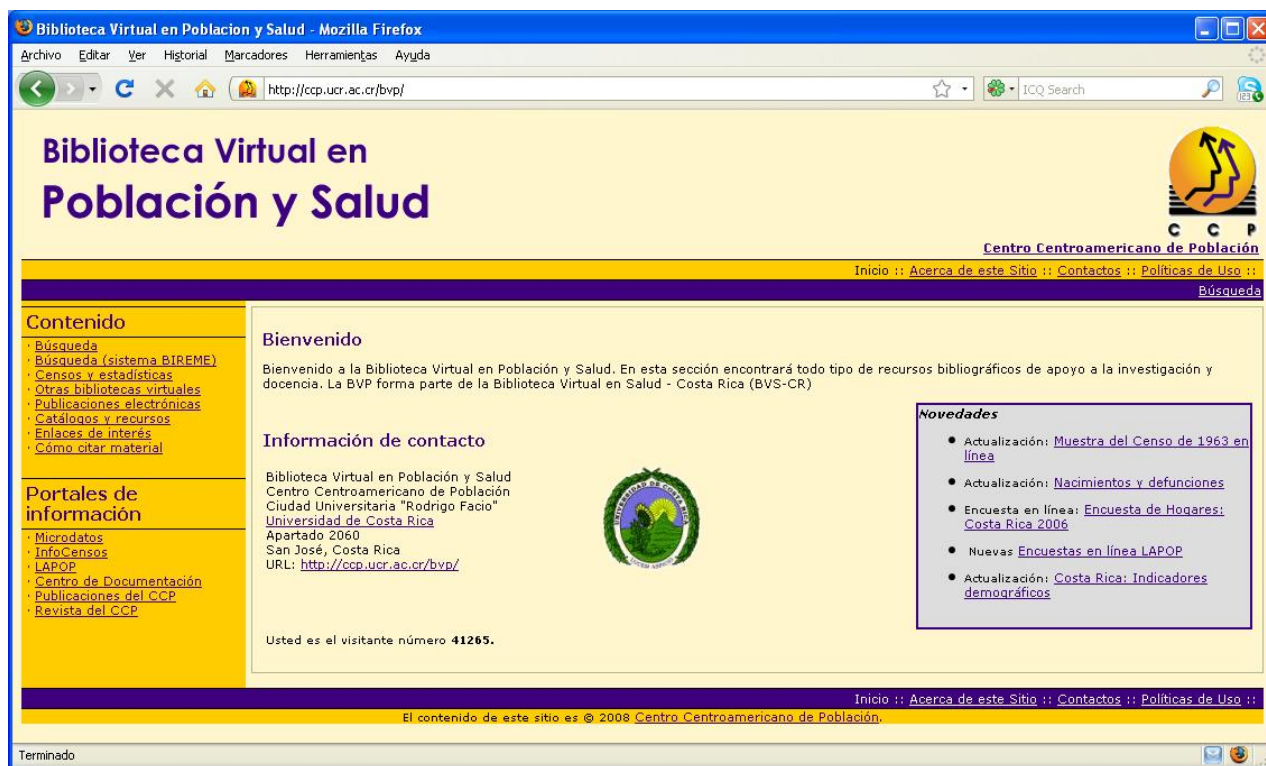 Biblioteca Virtual en Poblacion y Salud - Mozilla Firefox
Archivo Editar Ver Historial Marcadores Herramientas Ayuda
http://ccp.ucr.ac.cr/bvp/
ICQ Search
123
Biblioteca Virtual en
Población y Salud
C C P
Centro Centroamericano de Población
Inicio :: Acerca de este Sitio :: Contactos :: Políticas de Uso ::
Búsqueda
Contenido
· Búsqueda
· Búsqueda (sistema BIREME)
· Censos y estadísticas
· Otras bibliotecas virtuales
· Publicaciones electrónicas
· Catálogos y recursos
· Enlaces de interés
· Cómo citar material
Portales de
información
· Microdatos
· InfoCensos
· LAPOP
· Centro de Documentación
· Publicaciones del CCP
· Revista del CCP
Bienvenido
Bienvenido a la Biblioteca Virtual en Población y Salud. En esta sección encontrará todo tipo de recursos bibliográficos de apoyo a la investigación y
docencia. La BVP forma parte de la Biblioteca Virtual en Salud - Costa Rica (BVS-CR)
Información de contacto
Biblioteca Virtual en Población y Salud
Centro Centroamericano de Población
Ciudad Universitaria "Rodrigo Facio"
Universidad de Costa Rica
Apartado 2060
San José, Costa Rica
URL: http://ccp.ucr.ac.cr/bvp/
UNIVERSIDAD DE COSTA RICA
LUCEM ASPICIO
Usted es el visitante número 41265.
Novedades
• Actualización: Muestra del Censo de 1963 en
línea
• Actualización: Nacimientos y defunciones
• Encuesta en línea: Encuesta de Hogares:
Costa Rica 2006
• Nuevas Encuestas en línea LAPOP
• Actualización: Costa Rica: Indicadores
demográficos
Inicio :: Acerca de este Sitio :: Contactos :: Políticas de Uso ::
El contenido de este sitio es © 2008 Centro Centroamericano de Población.
Terminado